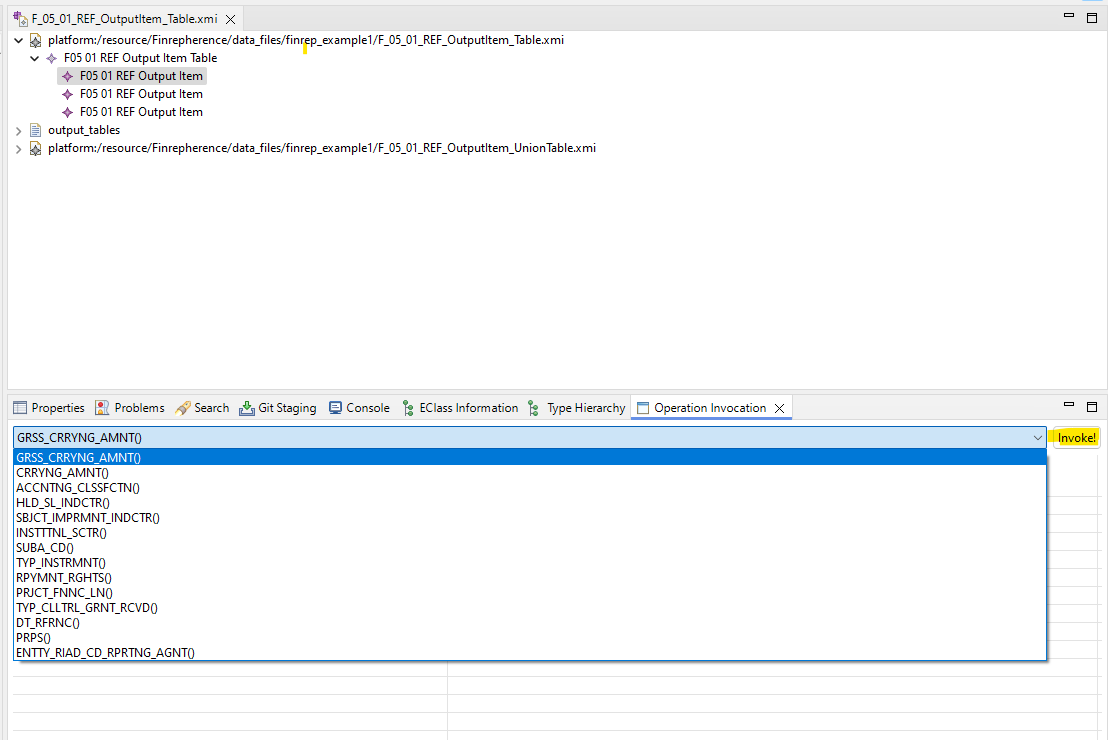 F_05_01_REF_OutputItem_Table.xmi
platform:/resource/Finrepherence/data_files/finrep_example1/F_05_01_REF_OutputItem_Table.xmi
F05 01 REF Output Item Table
F05 01 REF Output Item
F05 01 REF Output Item
F05 01 REF Output Item
output_tables
platform:/resource/Finrepherence/data_files/finrep_example1/F_05_01_REF_OutputItem_UnionTable.xmi
Properties Problems Search Git Staging Console EClass Information Type Hierarchy Operation Invocation
GRSS_CRRYNG_AMNT() Invoke!
GRSS_CRRYNG_AMNT()
CRRYNG_AMNT()
ACCNTNG_CLSSFCTN()
HLD_SL_INDCTR()
SBJCT_IMPRMNT_INDCTR()
INSTTTNL_SCTR()
SUBA_CD()
TYP_INSTRMNT()
RPYMNT_RGHTS()
PRJCT_FNNC_LN()
TYP_CLLTRL_GRNT_RCVD()
DT_RFRNC()
PRPS()
ENTTY_RIAD_CD_RPRTNG_AGNT()